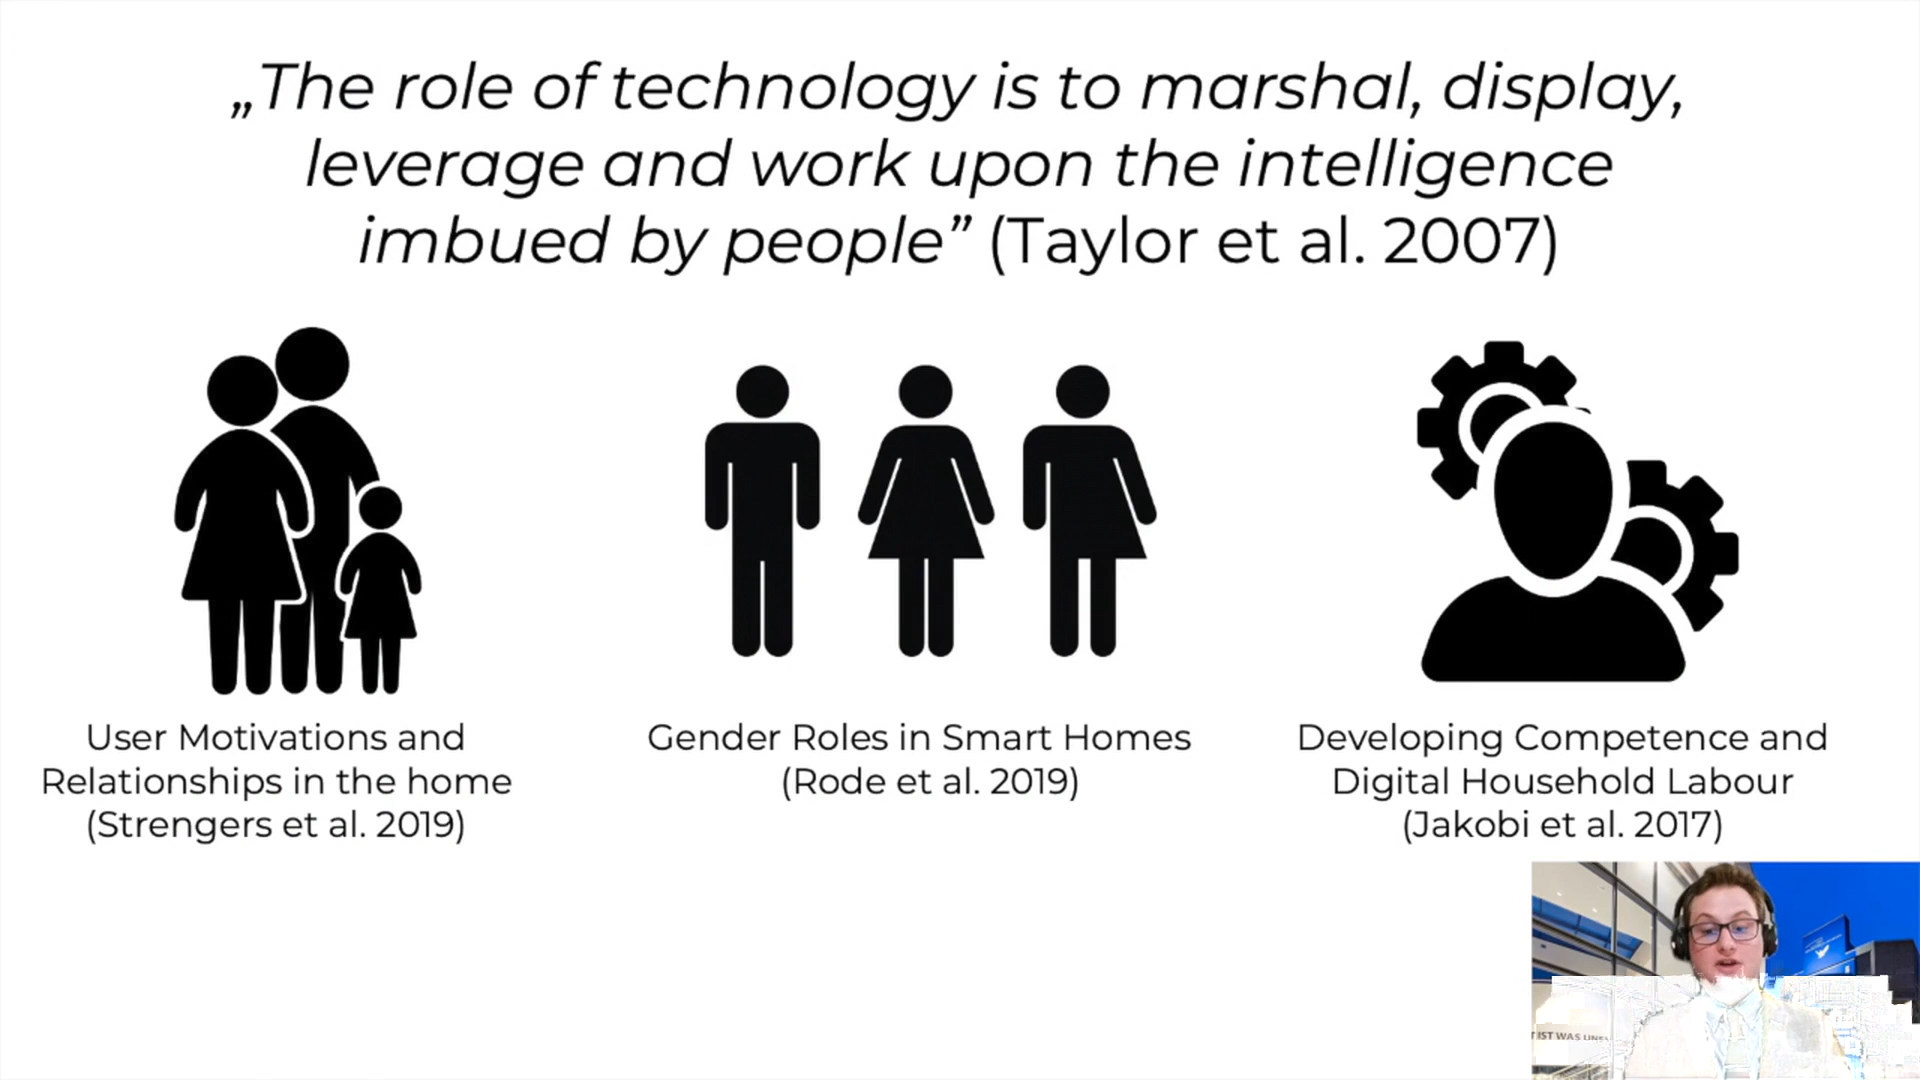 „The role of technology is to marshal, display,
leverage and work upon the intelligence
imbued by people” (Taylor et al. 2007)
User Motivations and
Relationships in the home
(Strengers et al. 2019)
Gender Roles in Smart Homes
(Rode et al. 2019)
Developing Competence and
Digital Household Labour
(Jakobi et al. 2017)
IST WAS